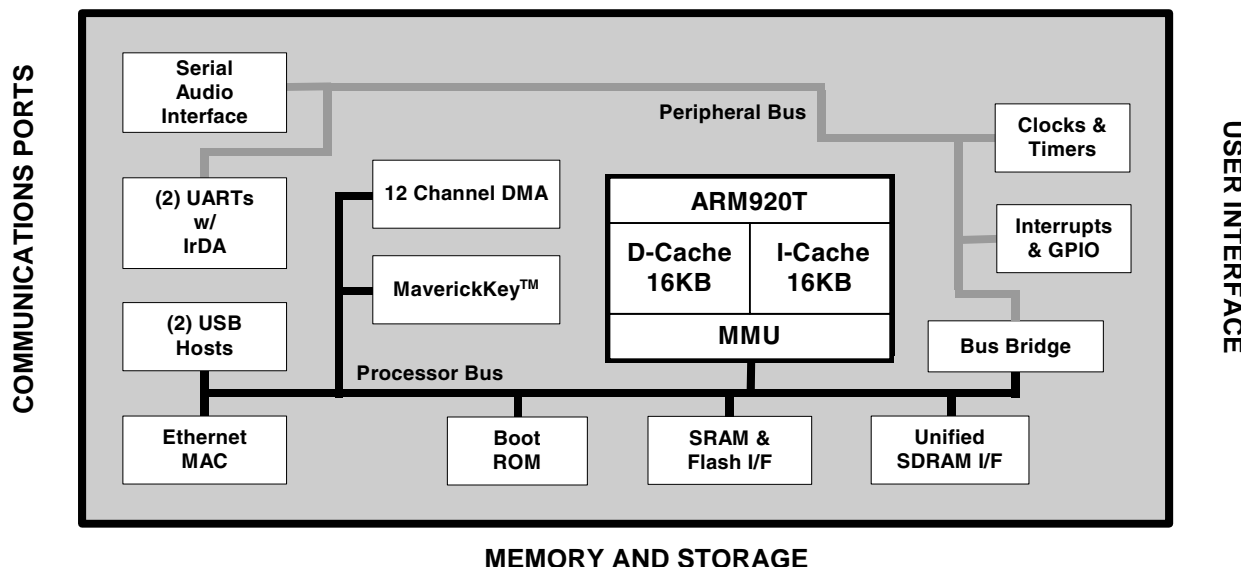 COMMUNICATIONS PORTS
Serial
Audio
Interface
Peripheral Bus
Clocks &
Timers
(2) UARTs
w/
IrDA
12 Channel DMA
ARM920T
D-Cache
16KB
I-Cache
16KB
MMU
Interrupts
& GPIO
MaverickKey™
(2) USB
Hosts
Processor Bus
Bus Bridge
Ethernet
MAC
Boot
ROM
SRAM &
Flash I/F
Unified
SDRAM I/F
USER INTERFACE
MEMORY AND STORAGE